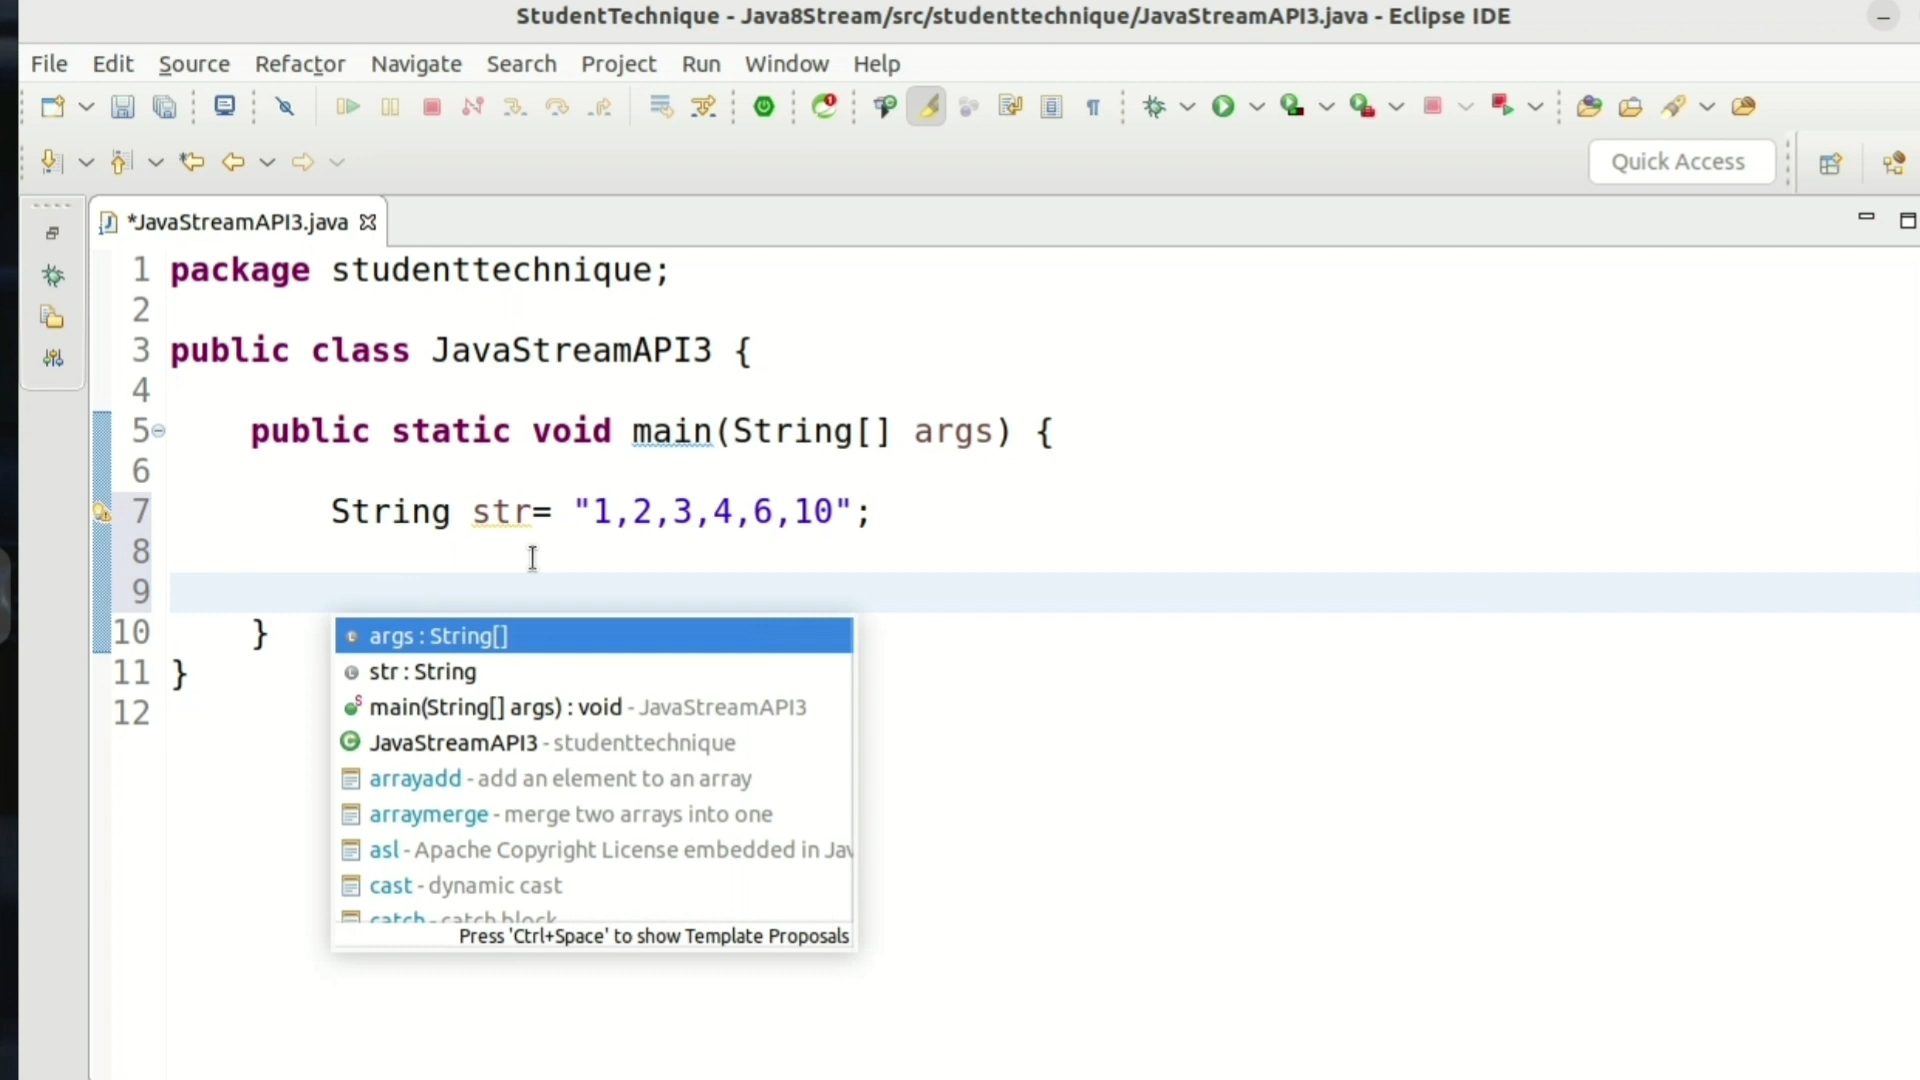 StudentTechnique - Java8Stream/src/studenttechnique/JavaStreamAPI3.java - Eclipse IDE
File Edit Source Refactor Navigate Search Project Run Window Help
Quick Access
*JavaStreamAPI3.java
1 package studenttechnique;
2
3 public class JavaStreamAPI3 {
4
5 public static void main(String[] args) {
6
7 String str= "1,2,3,4,6,10";
8
9
10 }
11 }
12
args : String[]
str : String
main(String[] args) : void - JavaStreamAPI3
JavaStreamAPI3 - studenttechnique
arrayadd - add an element to an array
arraymerge - merge two arrays into one
asl - Apache Copyright License embedded in Jav
cast - dynamic cast
catch - catch block
Press 'Ctrl+Space' to show Template Proposals